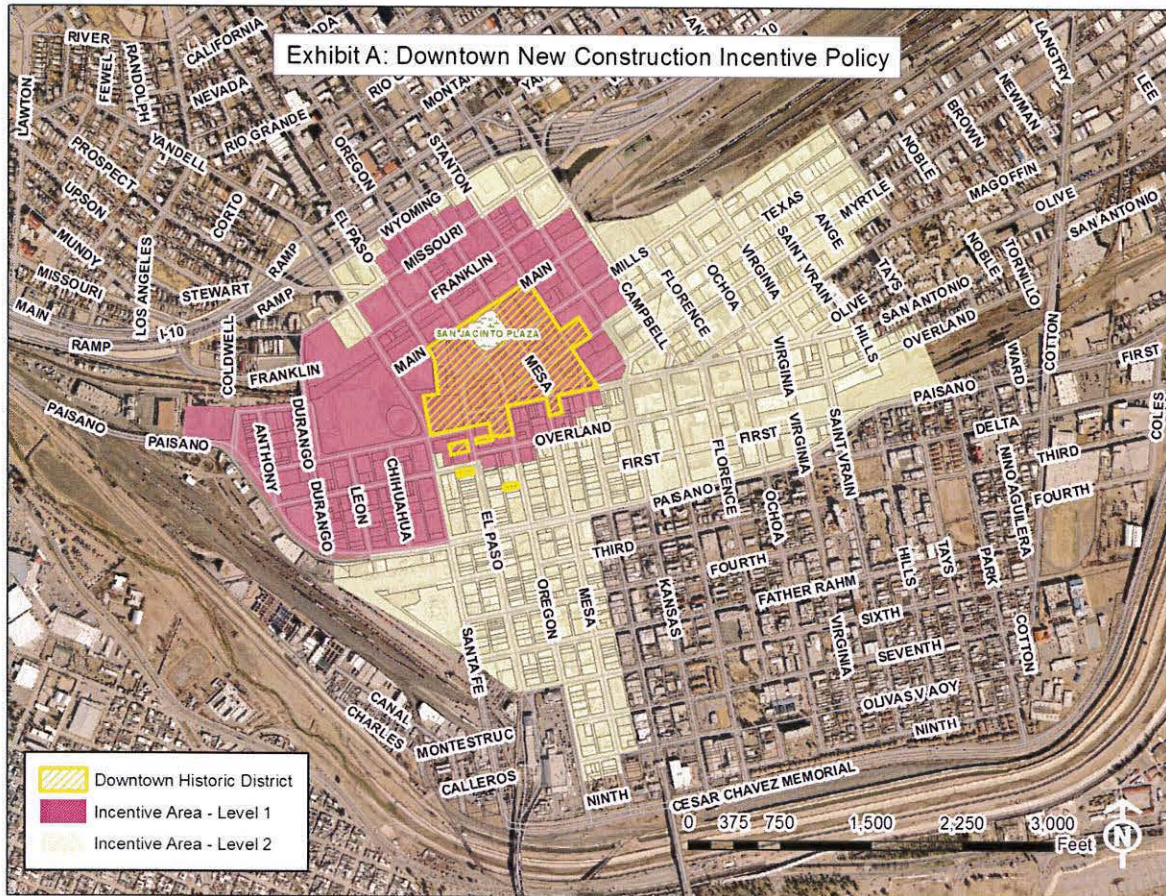 Exhibit A: Downtown New Construction Incentive Policy
RIVER
FEWEL
RANDOLPH
CALIFORNIA
NEVADA
RIO GRANDE
LAWTON
YANDELL
PROSPECT
UPSON
CORTO
MUNDY
MISSOURI
MAIN
LOS ANGELES
STEWART
RAMP
RAMP
RAMP
I-10
I-10
COLDWELL
OREGON
MONTAN
STANTON
EL PASO
WYOMING
MISSOURI
FRANKLIN
MAIN
SAN JACINTO PLAZA
MAIN
MESA
FRANKLIN
MILLS
CAMPBELL
FLORENCE
OCHOA
VIRGINIA
TEXAS
SAINT VRAIN
ANGE
MYRTLE
NOBLE
BROWN
NEWMAN
LANGTRY
LEE
MAGOFFIN
OLIVE
SAN ANTONIO
TORNILLO
NOBLE
TAYS
OLIVE
SAN ANTONIO
HILLS
OVERLAND
COTTON
WARD
FIRST
COLES
PAISANO
PAISANO
PAISANO
DURANGO
ANTHONY
DURANGO
LEON
CHIHUAHUA
OVERLAND
FIRST
FIRST
VIRGINIA
VIRGINIA
SAINT VRAIN
DELTA
THIRD
FOURTH
NINO AGUILERA
PAISANO
FLORENCE
OCHOA
EL PASO
OREGON
MESA
THIRD
KANSAS
FOURTH
FATHER RAHM
HILLS
TAYS
PARK
SIXTH
SEVENTH
VIRGINIA
COTTON
SANTA FE
OLIVAS V. AOY
NINTH
CANAL
CHARLES
MONTESTRUC
CALLEROS
NINTH
CESAR CHAVEZ MEMORIAL
Downtown Historic District
Incentive Area - Level 1
Incentive Area - Level 2
0 375 750 1,500 2,250 3,000
Feet
N